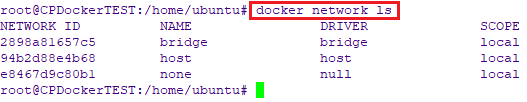 root@CPDockerTEST:/home/ubuntu# docker network ls
NETWORK ID NAME DRIVER SCOPE
2898a81657c5 bridge bridge local
94b2d88e4b68 host host local
e8467d9c80b1 none null local
root@CPDockerTEST:/home/ubuntu#